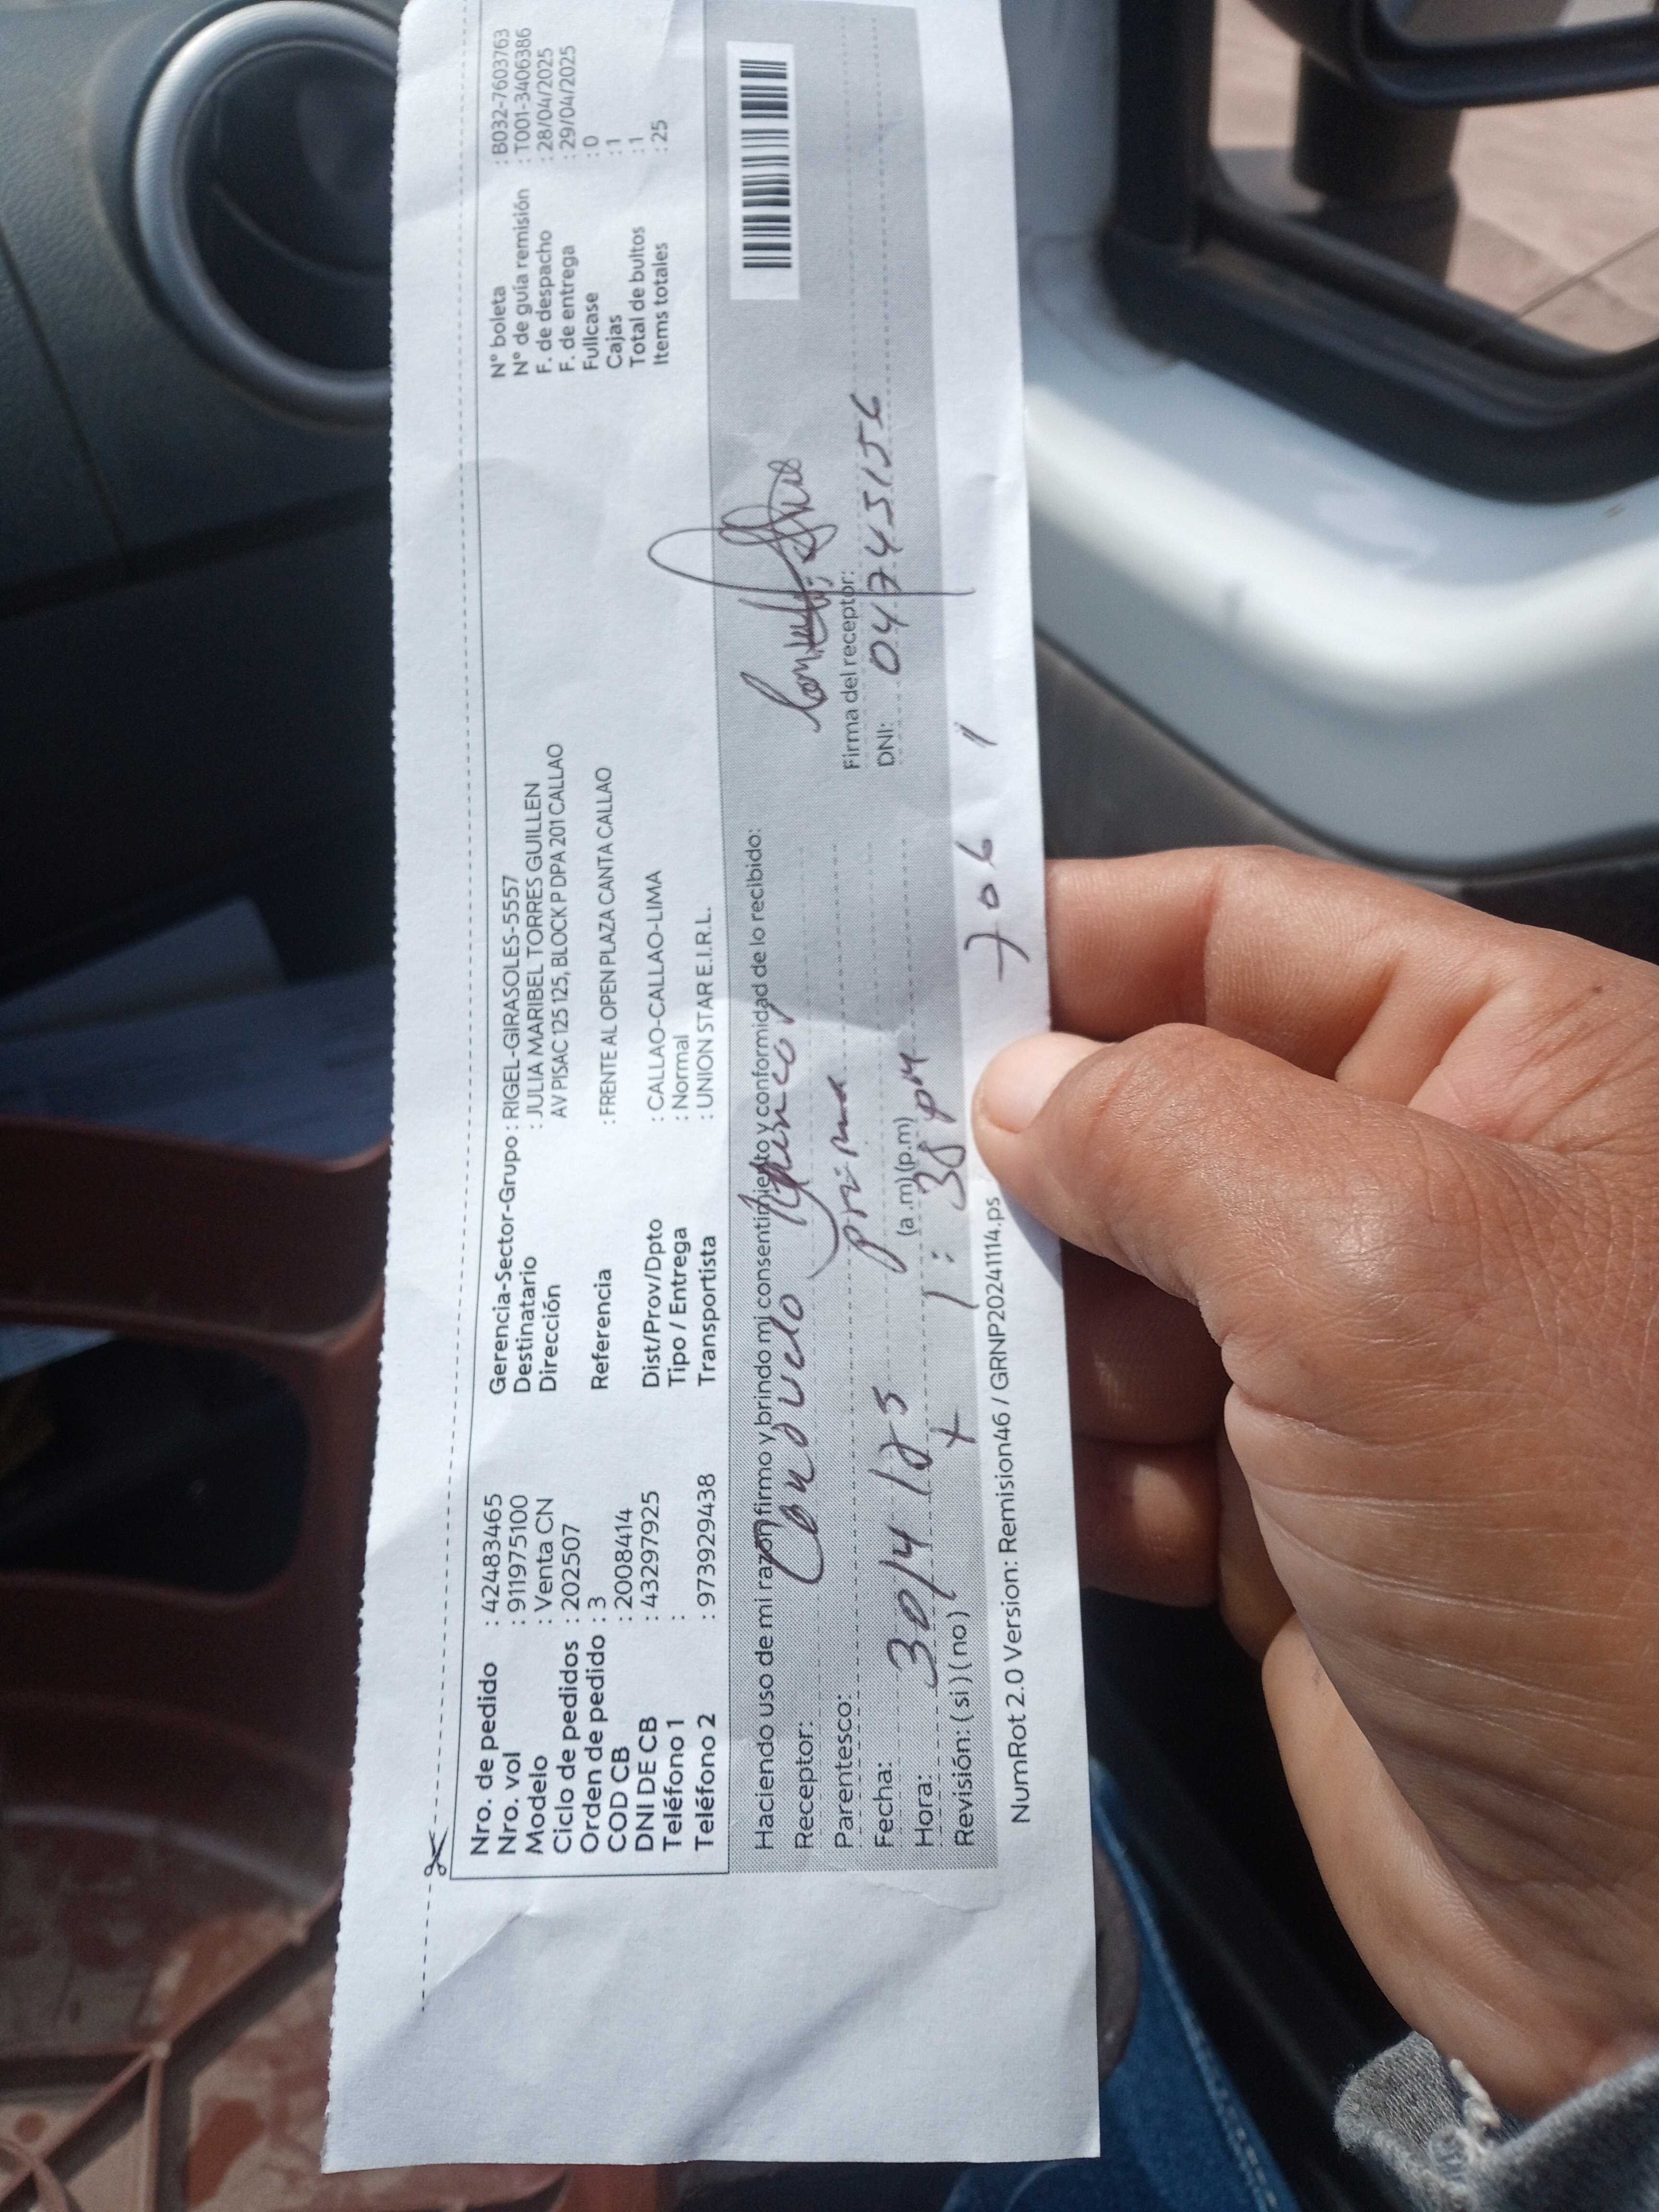 Nro. de pedido : 42483465
Nro. vol : 911975100
Modelo : Venta CN
Ciclo de pedidos : 202507
Orden de pedido : 3
COD CB : 2008414
DNI DE CB : 43297925
Teléfono 1 :
Teléfono 2 : 973929438
Gerencia-Sector-Grupo : RIGEL-GIRASOLES-5557
Destinatario : JULIA MARIBEL TORRES GUILLEN
Dirección AV PISAC 125 125, BLOCK P DPA 201 CALLAO
Referencia : FRENTE AL OPEN PLAZA CANTA CALLAO
Dist/Prov/Dpto : CALLAO-CALLAO-LIMA
Tipo / Entrega : Normal
Transportista : UNION STAR E.I.R.L.
N° boleta : B032-7603763
N° de guía remisión : T001-3406386
F. de despacho : 28/04/2025
F. de entrega : 29/04/2025
Fullcase : 0
Cajas : 1
Total de bultos : 1
Items totales : 25
Haciendo uso de mi razón firmo y brindo mi consentimiento y conformidad de lo recibido:
Receptor: Consuelo
Parentesco: prima
Fecha: 30/4/25
Hora: 1:38 pm (a.m)(p.m)
Revisión: (si)(no)
Firma del receptor:
DNI: 04745156
7061
NumRot 2.0 Version: Remision46 / GRNP20241114.ps